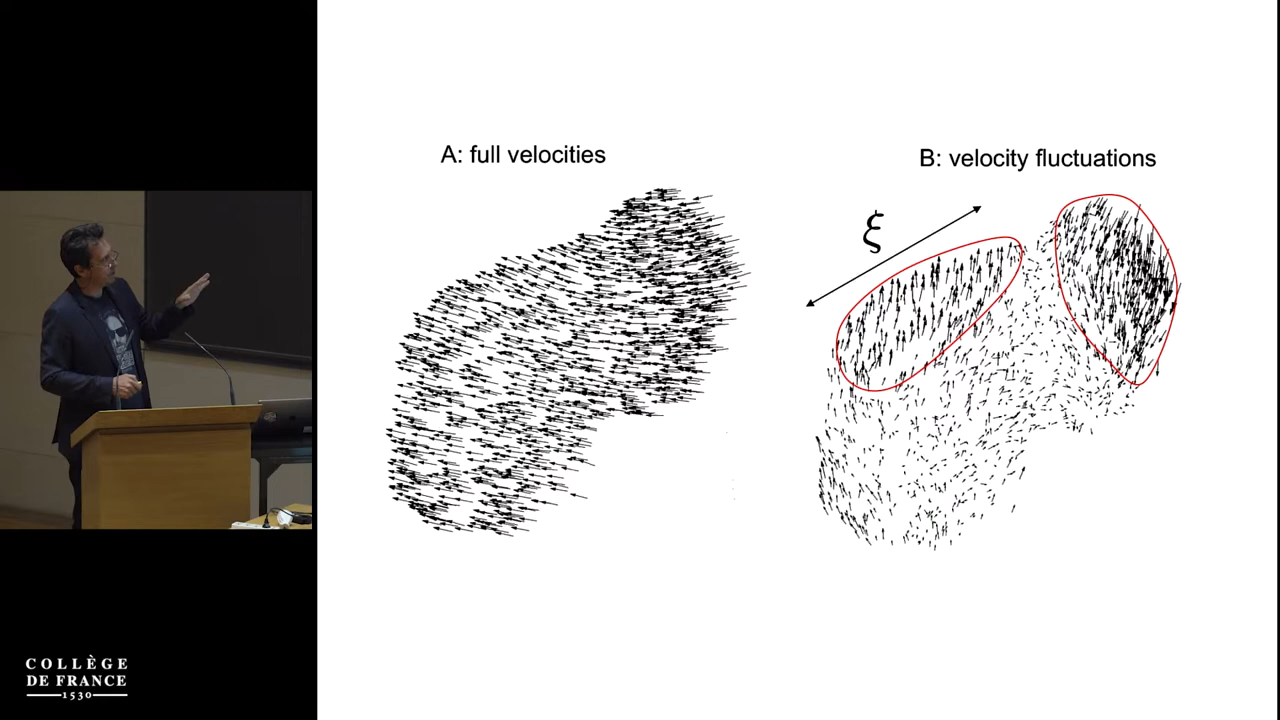 A: full velocities
B: velocity fluctuations
ξ
COLLÈGE
DE FRANCE
1530